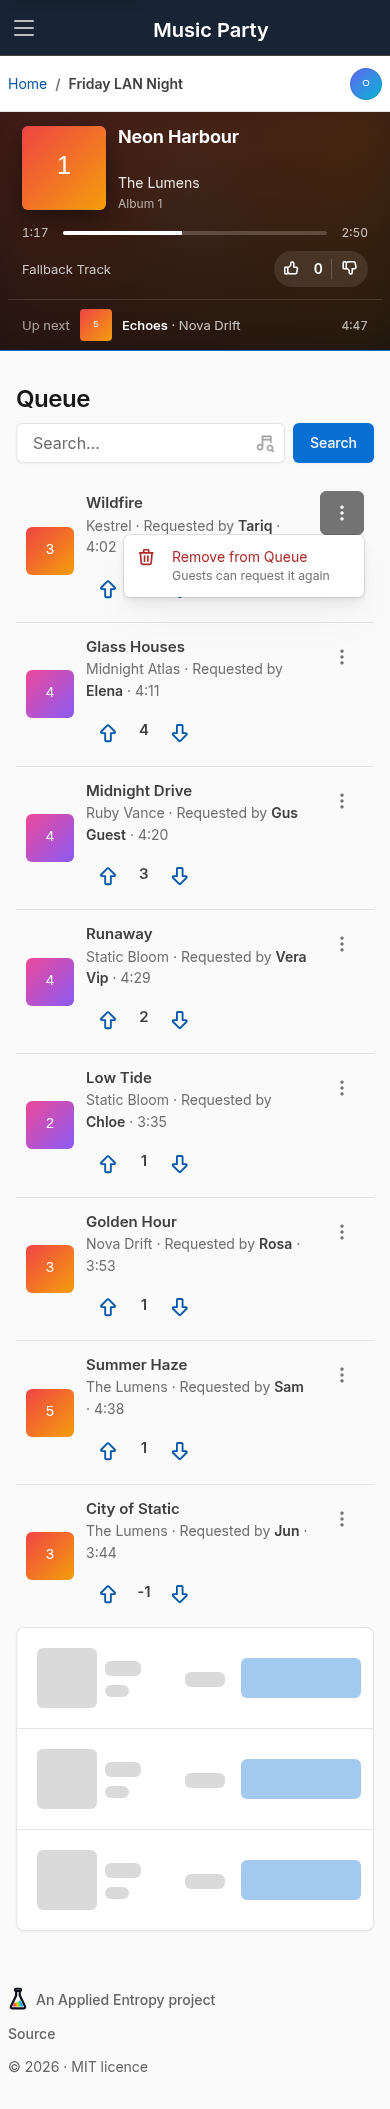 Music Party
Home / Friday LAN Night
O
1
Neon Harbour
The Lumens
Album 1
1:17
2:50
Fallback Track
0
Up next
5
Echoes · Nova Drift
4:47
Queue
Search...
Search
3
Wildfire
Kestrel · Requested by Tariq ·
4:02
Remove from Queue
Guests can request it again
4
Glass Houses
Midnight Atlas · Requested by
Elena · 4:11
4
4
Midnight Drive
Ruby Vance · Requested by Gus
Guest · 4:20
3
4
Runaway
Static Bloom · Requested by Vera
Vip · 4:29
2
2
Low Tide
Static Bloom · Requested by
Chloe · 3:35
1
3
Golden Hour
Nova Drift · Requested by Rosa ·
3:53
1
5
Summer Haze
The Lumens · Requested by Sam
· 4:38
1
3
City of Static
The Lumens · Requested by Jun ·
3:44
-1
An Applied Entropy project
Source
© 2026 · MIT licence